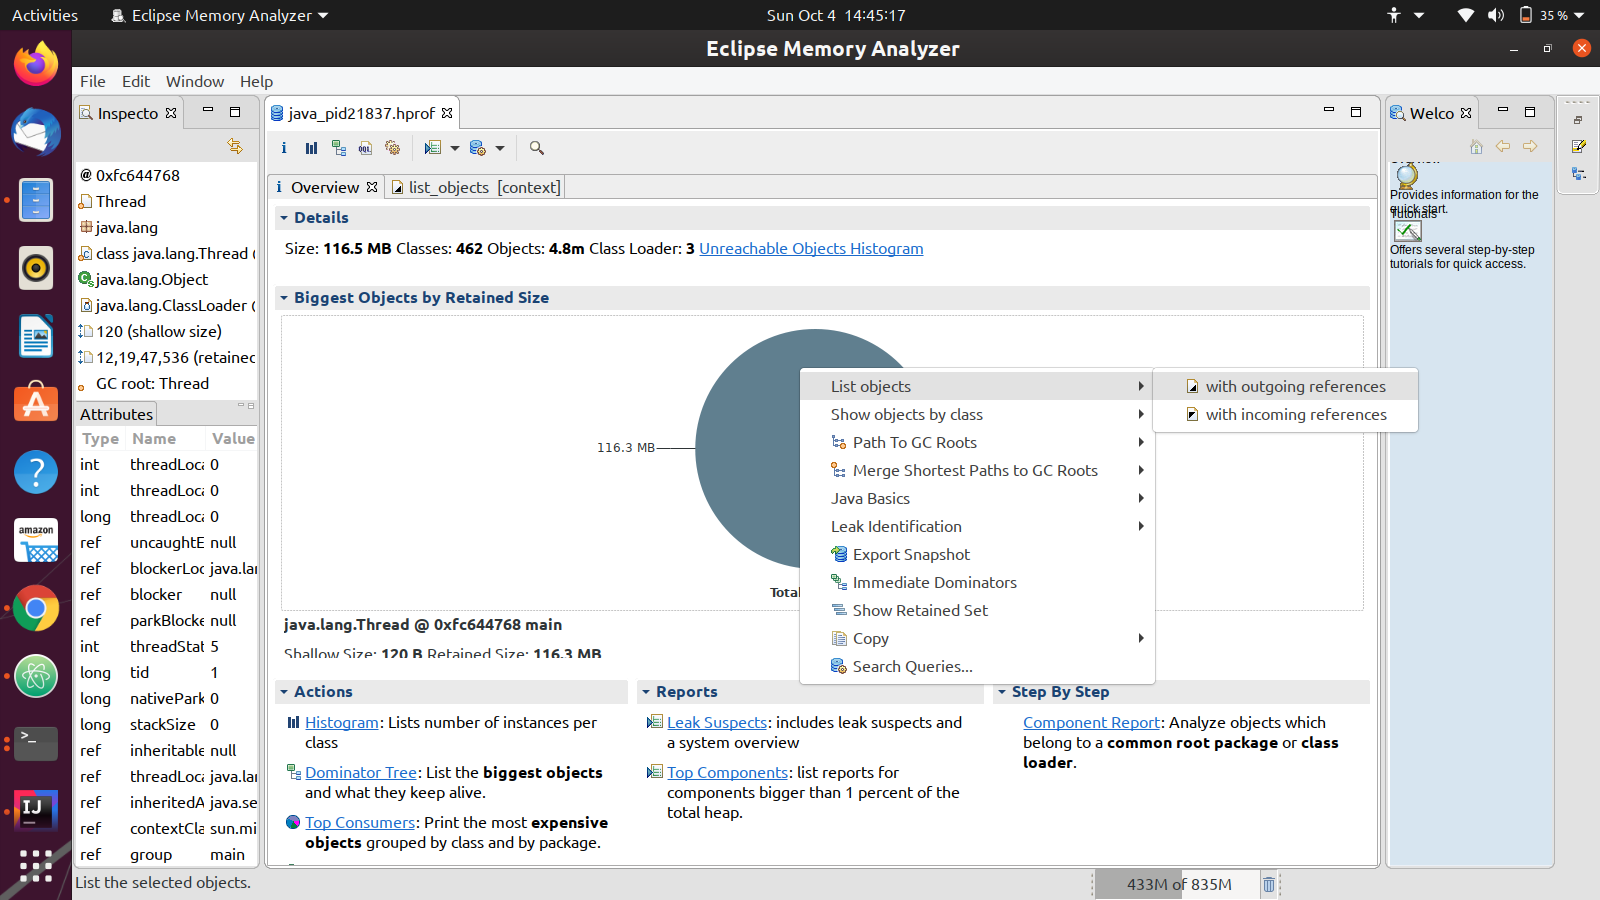 Activities Eclipse Memory Analyzer Sun Oct 4 14:45:17 35 %
Eclipse Memory Analyzer
File Edit Window Help
Inspecto
java_pid21837.hprof
Welco
@ 0xfc644768
Thread
java.lang
class java.lang.Thread (
java.lang.Object
java.lang.ClassLoader (
120 (shallow size)
12,19,47,536 (retained
GC root: Thread
Attributes
Type Name Value
int threadLoca 0
int threadLoca 0
long threadLoca 0
ref uncaughtE null
ref blockerLoc java.lar
ref blocker null
ref parkBlocke null
int threadStat 5
long tid 1
long nativePark 0
long stackSize 0
ref inheritable null
ref threadLoca java.lar
ref inheritedA java.se
ref contextCla sun.mi
ref group main
Overview list_objects [context]
Details
Size: 116.5 MB Classes: 462 Objects: 4.8m Class Loader: 3 Unreachable Objects Histogram
Biggest Objects by Retained Size
116.3 MB
Total
java.lang.Thread @ 0xfc644768 main
Shallow Size: 120 B Retained Size: 116.3 MB
List objects
Show objects by class
Path To GC Roots
Merge Shortest Paths to GC Roots
Java Basics
Leak Identification
Export Snapshot
Immediate Dominators
Show Retained Set
Copy
Search Queries...
with outgoing references
with incoming references
Actions
Histogram: Lists number of instances per
class
Dominator Tree: List the biggest objects
and what they keep alive.
Top Consumers: Print the most expensive
objects grouped by class and by package.
Reports
Leak Suspects: includes leak suspects and
a system overview
Top Components: list reports for
components bigger than 1 percent of the
total heap.
Step By Step
Component Report: Analyze objects which
belong to a common root package or class
loader.
Overview
Provides information for the
quick start.
Tutorials
Offers several step-by-step
tutorials for quick access.
List the selected objects.
433M of 835M
amazon
IJ